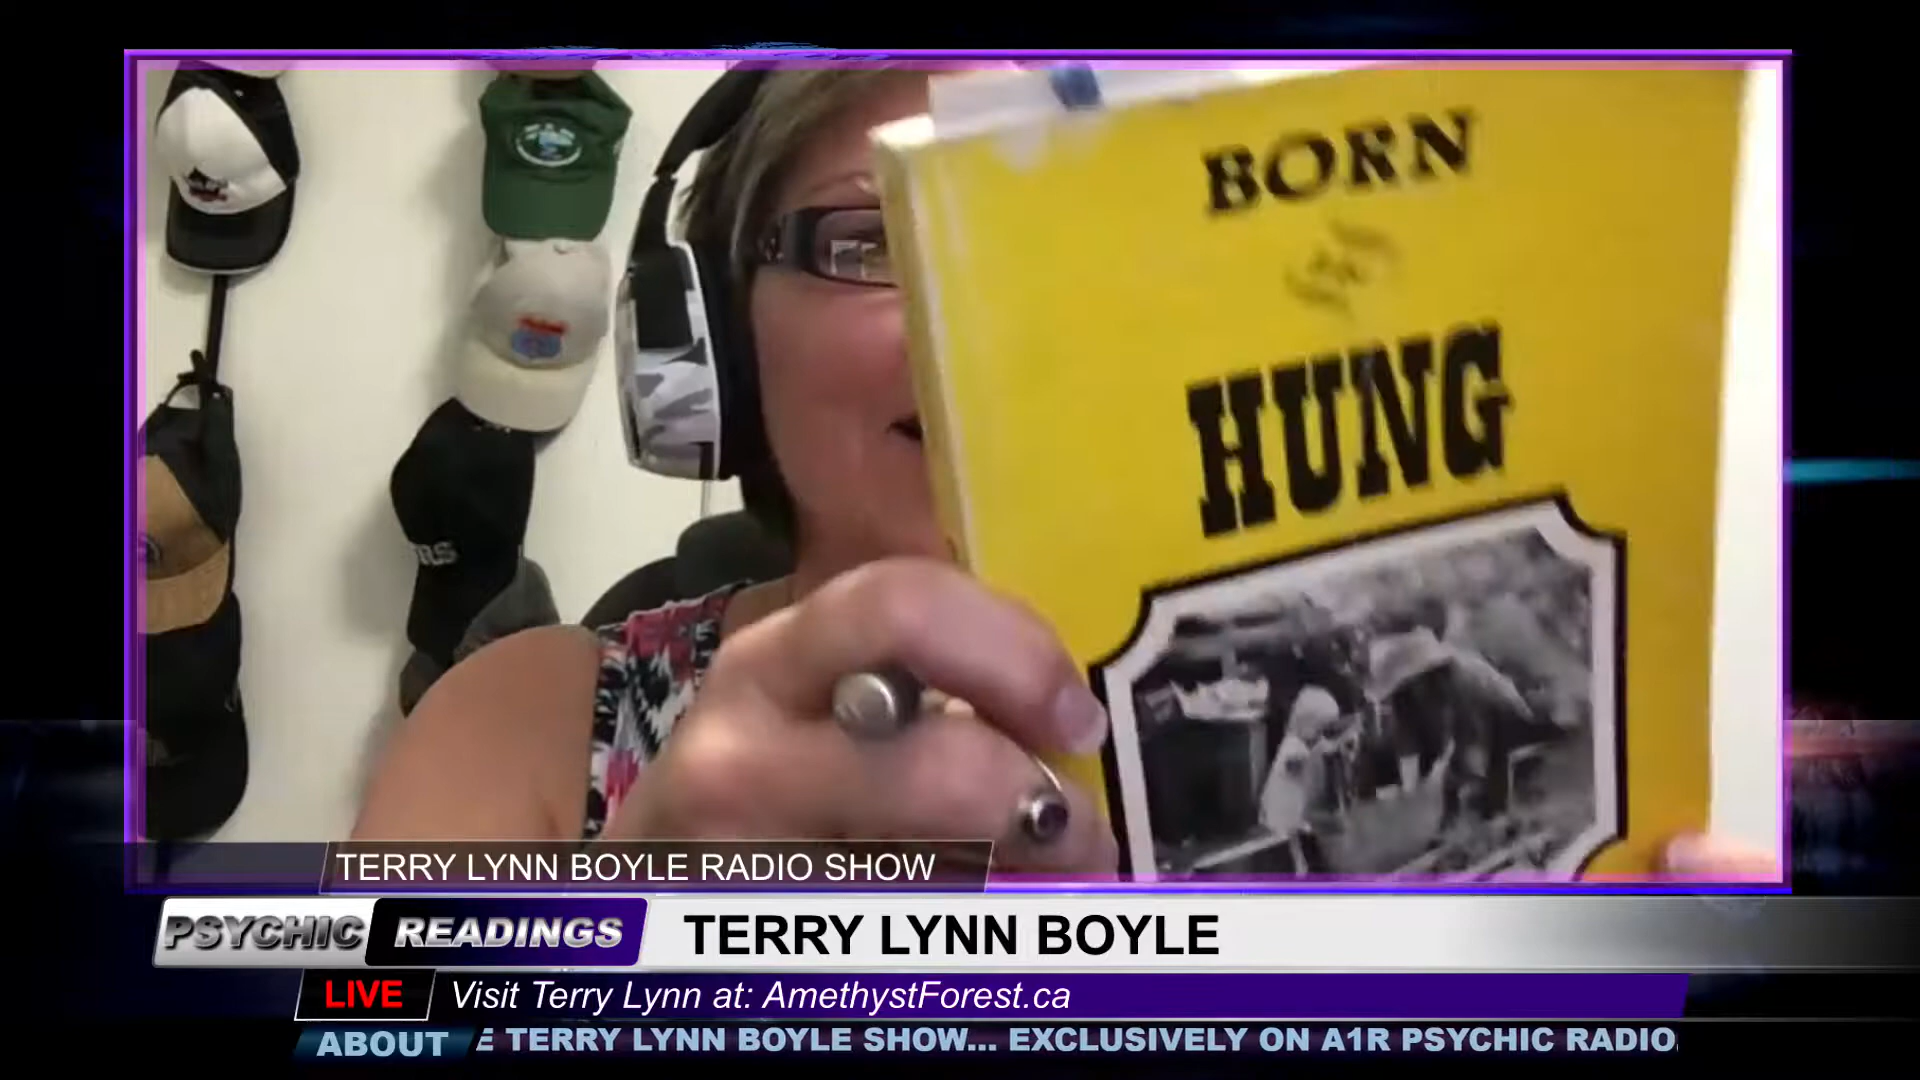 BORN
HUNG
TERRY LYNN BOYLE RADIO SHOW
PSYCHIC READINGS TERRY LYNN BOYLE
LIVE Visit Terry Lynn at: AmethystForest.ca
ABOUT E TERRY LYNN BOYLE SHOW... EXCLUSIVELY ON A1R PSYCHIC RADIO